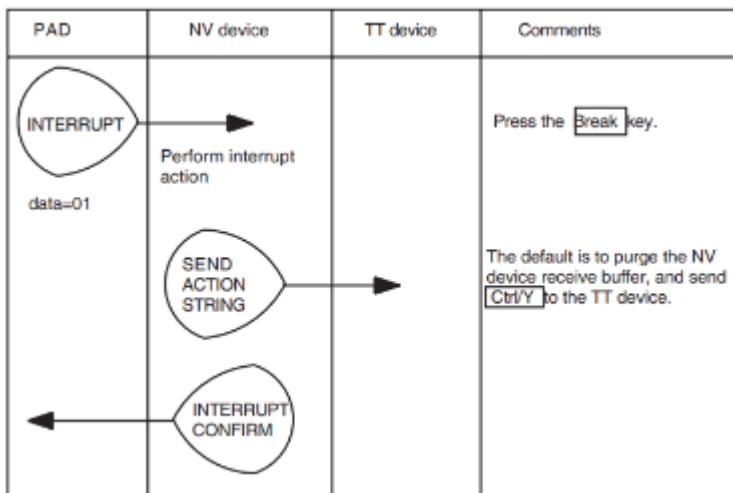 PAD
NV device
TT device
Comments
INTERRUPT
Press the Break key.
Perform interrupt
action
data=01
SEND
ACTION
STRING
The default is to purge the NV
device receive buffer, and send
Ctrl/Y to the TT device.
INTERRUPT
CONFIRM